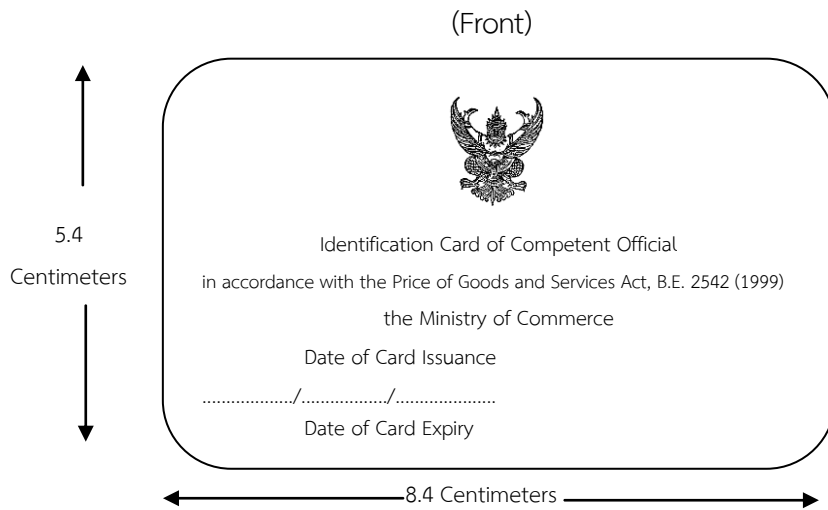 (Front)
5.4
Centimeters
Identification Card of Competent Official
in accordance with the Price of Goods and Services Act, B.E. 2542 (1999)
the Ministry of Commerce
Date of Card Issuance
.................../................../.....................
Date of Card Expiry
8.4 Centimeters